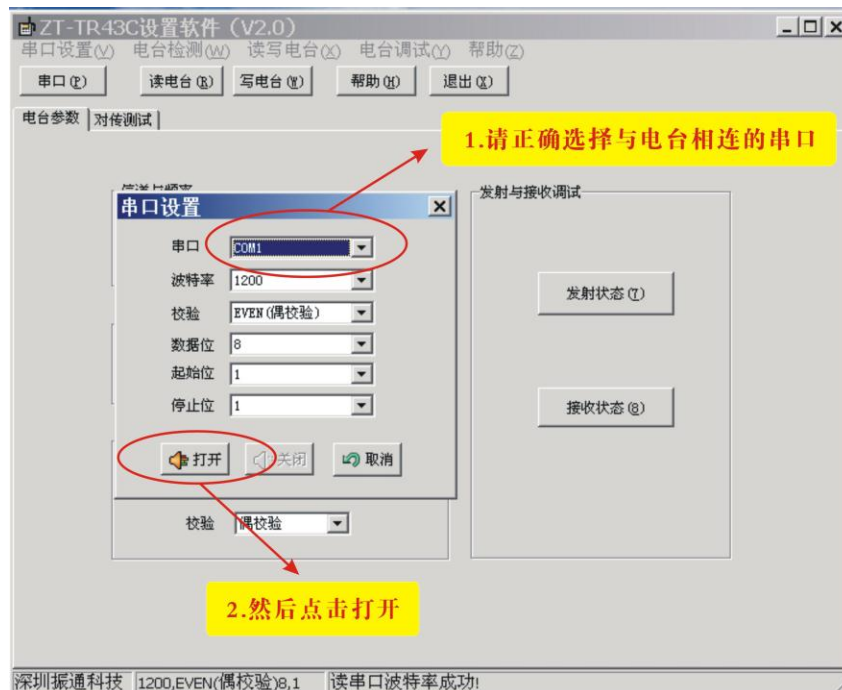 ZT-TR43C设置软件（V2.0）
串口设置(V) 电台检测(W) 读写电台(X) 电台调试(Y) 帮助(Z)
串口(P) 读电台(R) 写电台(W) 帮助(H) 退出(X)
电台参数 对传测试
1.请正确选择与电台相连的串口
发射与接收调试
串口设置
串口 COM1
波特率 1200
校验 EVEN(偶校验)
数据位 8
起始位 1
停止位 1
打开 关闭 取消
发射状态(T)
接收状态(R)
校验 偶校验
2.然后点击打开
深圳振通科技 1200,EVEN(偶校验)8,1 读串口波特率成功!